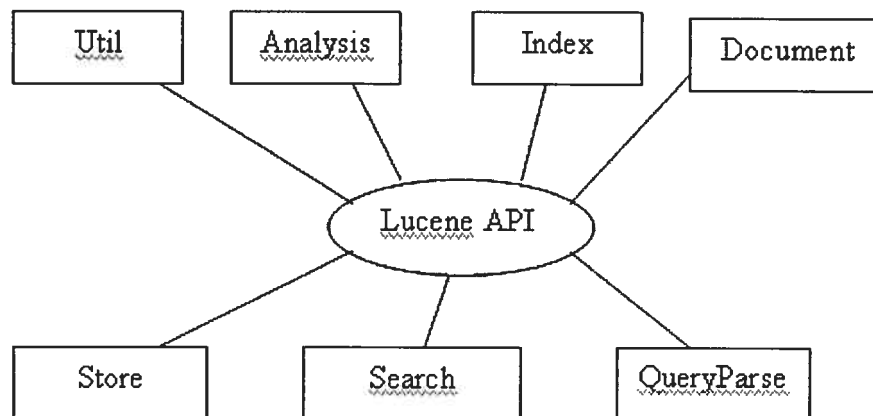 Util
Analysis
Index
Document
Lucene API
Store
Search
QueryParse